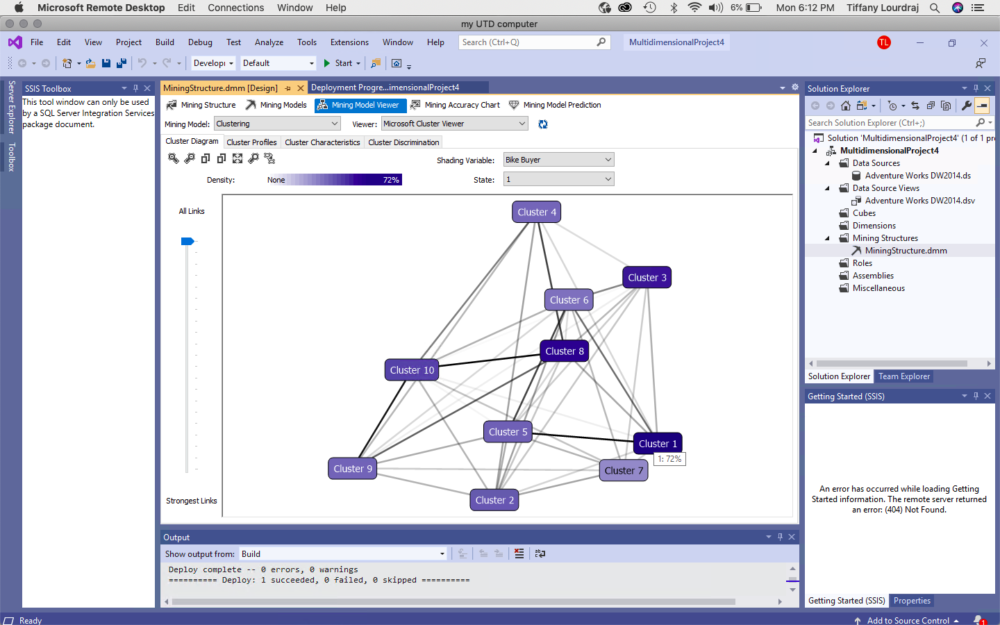 Microsoft Remote Desktop Edit Connections Window Help 6% Mon 6:12 PM Tiffany Lourdraj
my UTD computer
File Edit View Project Build Debug Test Analyze Tools Extensions Window Help Search (Ctrl+Q) MultidimensionalProject4 TL
Developi Default Start
Server Explorer
Toolbox
SSIS Toolbox
This tool window can only be used
by a SQL Server Integration Services
package document.
MiningStructure.dmm [Design] Deployment Progre...imensionalProject4
Mining Structure Mining Models Mining Model Viewer Mining Accuracy Chart Mining Model Prediction
Mining Model: Clustering Viewer: Microsoft Cluster Viewer
Cluster Diagram Cluster Profiles Cluster Characteristics Cluster Discrimination
Shading Variable: Bike Buyer
Density: None 72% State: 1
All Links
Strongest Links
Cluster 4
Cluster 3
Cluster 6
Cluster 8
Cluster 10
Cluster 5
Cluster 1
1: 72%
Cluster 9
Cluster 7
Cluster 2
Output
Show output from: Build
Deploy complete -- 0 errors, 0 warnings
========== Deploy: 1 succeeded, 0 failed, 0 skipped ==========
Solution Explorer
Search Solution Explorer (Ctrl+;)
Solution 'MultidimensionalProject4' (1 of 1 pr
MultidimensionalProject4
Data Sources
Adventure Works DW2014.ds
Data Source Views
Adventure Works DW2014.dsv
Cubes
Dimensions
Mining Structures
MiningStructure.dmm
Roles
Assemblies
Miscellaneous
Solution Explorer Team Explorer
Getting Started (SSIS)
An error has occurred while loading Getting
Started information. The remote server returned
an error: (404) Not Found.
Getting Started (SSIS) Properties
Ready Add to Source Control 1